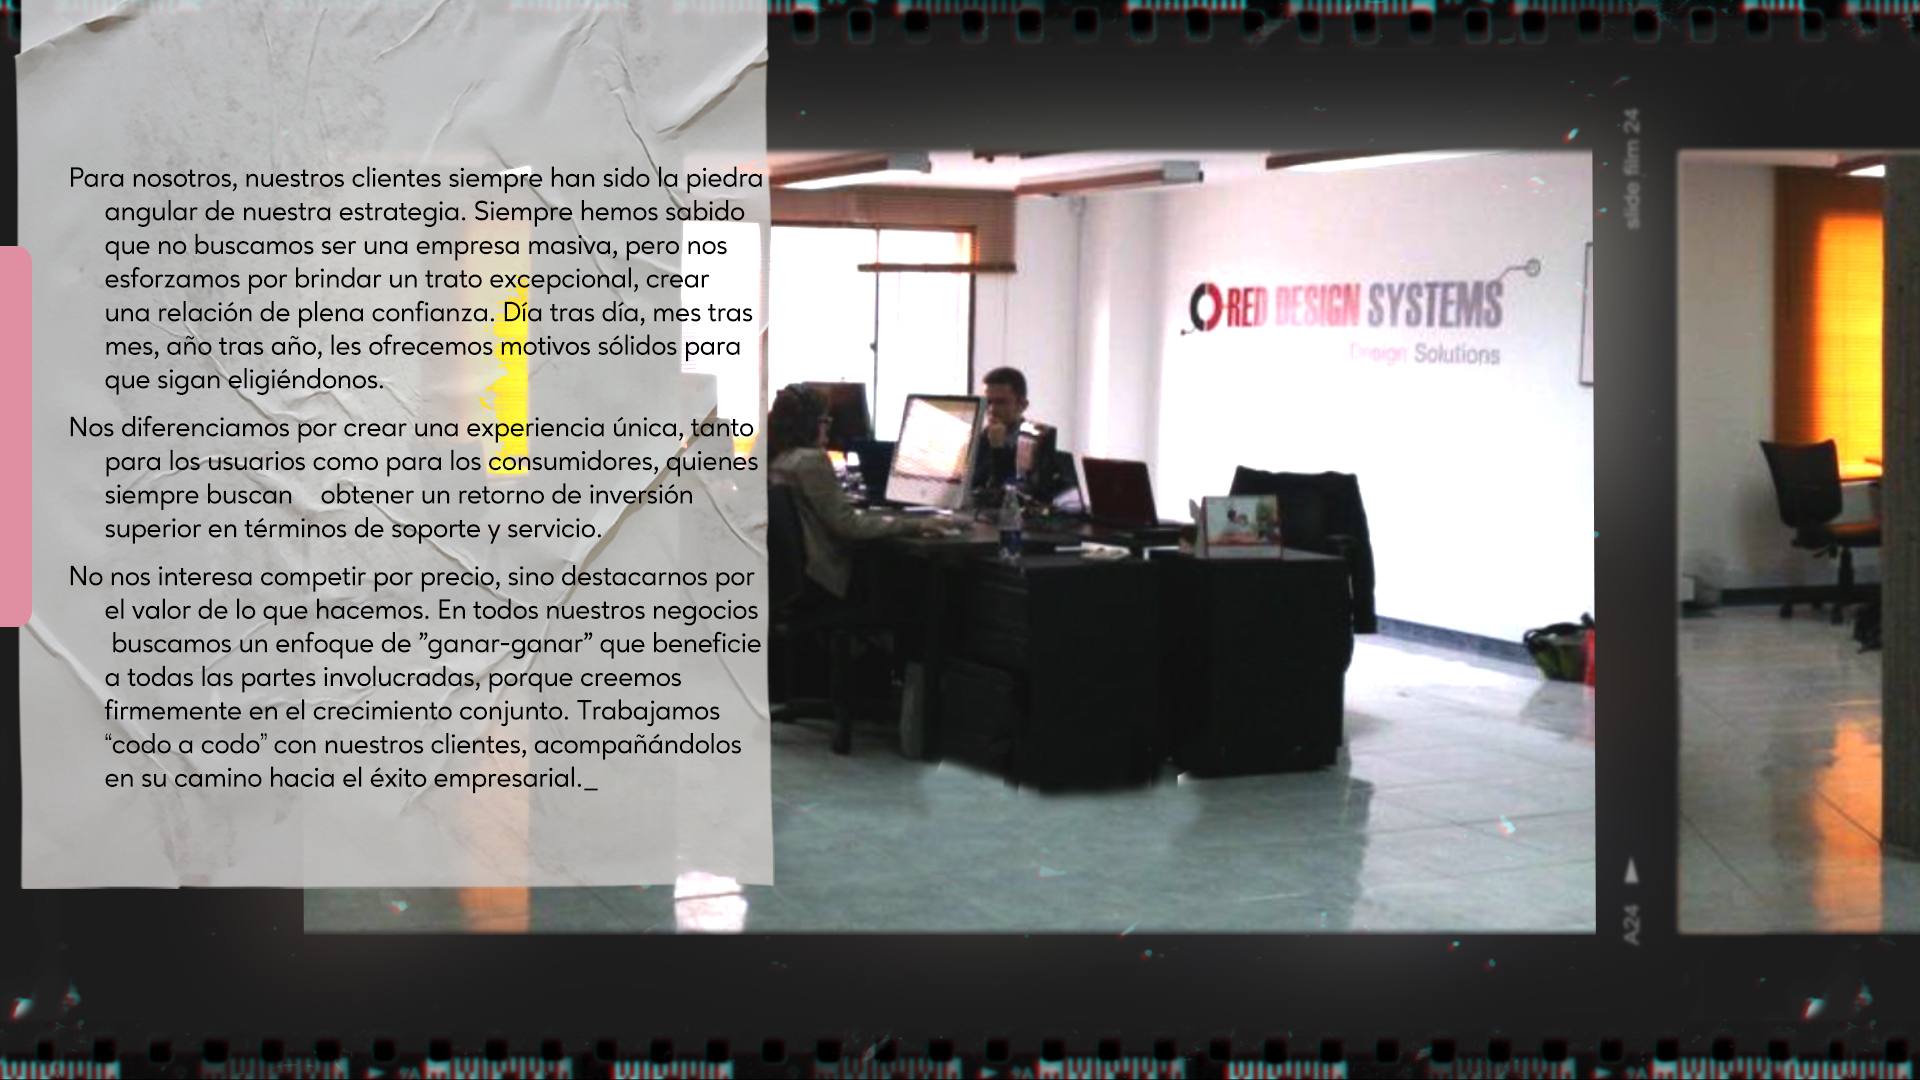 Para nosotros, nuestros clientes siempre han sido la piedra
angular de nuestra estrategia. Siempre hemos sabido
que no buscamos ser una empresa masiva, pero nos
esforzamos por brindar un trato excepcional, crear
una relación de plena confianza. Día tras día, mes tras
mes, año tras año, les ofrecemos motivos sólidos para
que sigan eligiéndonos.
Nos diferenciamos por crear una experiencia única, tanto
para los usuarios como para los consumidores, quienes
siempre buscan obtener un retorno de inversión
superior en términos de soporte y servicio.
No nos interesa competir por precio, sino destacarnos por
el valor de lo que hacemos. En todos nuestros negocios
buscamos un enfoque de ”ganar-ganar” que beneficie
a todas las partes involucradas, porque creemos
firmemente en el crecimiento conjunto. Trabajamos
“codo a codo” con nuestros clientes, acompañándolos
en su camino hacia el éxito empresarial._
RED DESIGN SYSTEMS
Design Solutions
slide film 24
A24